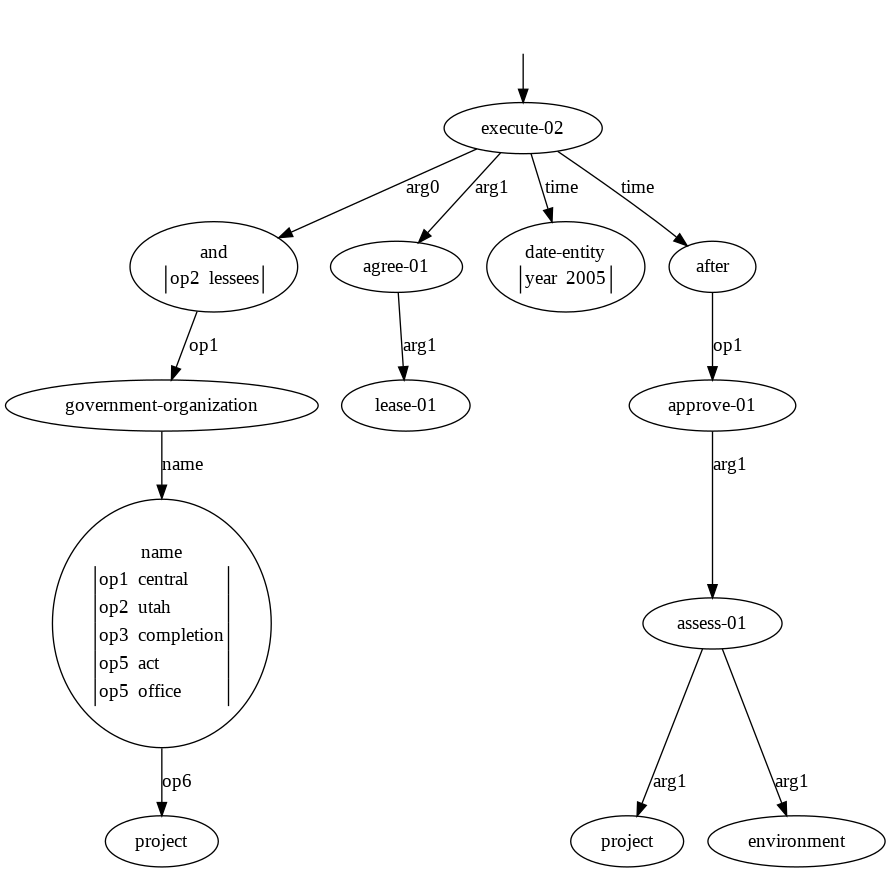 execute-02
arg0 arg1 time time
and
op2 lessees
agree-01
date-entity
year 2005
after
op1 arg1 op1
government-organization
lease-01
approve-01
name arg1
name
op1 central
op2 utah
op3 completion
op5 act
op5 office
assess-01
op6 arg1 arg1
project
project
environment